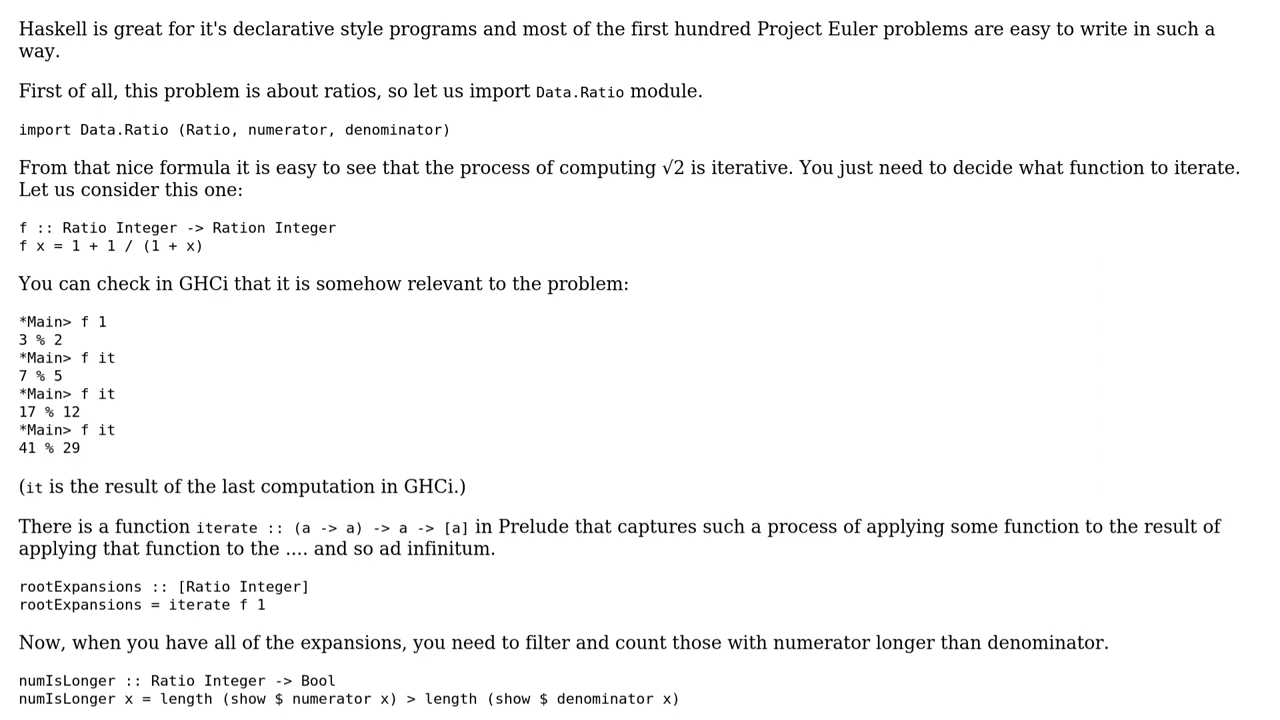 Haskell is great for it's declarative style programs and most of the first hundred Project Euler problems are easy to write in such a
way.
First of all, this problem is about ratios, so let us import Data.Ratio module.
import Data.Ratio (Ratio, numerator, denominator)
From that nice formula it is easy to see that the process of computing √2 is iterative. You just need to decide what function to iterate.
Let us consider this one:
f :: Ratio Integer -> Ration Integer
f x = 1 + 1 / (1 + x)
You can check in GHCi that it is somehow relevant to the problem:
*Main> f 1
3 % 2
*Main> f it
7 % 5
*Main> f it
17 % 12
*Main> f it
41 % 29
(it is the result of the last computation in GHCi.)
There is a function iterate :: (a -> a) -> a -> [a] in Prelude that captures such a process of applying some function to the result of
applying that function to the .... and so ad infinitum.
rootExpansions :: [Ratio Integer]
rootExpansions = iterate f 1
Now, when you have all of the expansions, you need to filter and count those with numerator longer than denominator.
numIsLonger :: Ratio Integer -> Bool
numIsLonger x = length (show $ numerator x) > length (show $ denominator x)